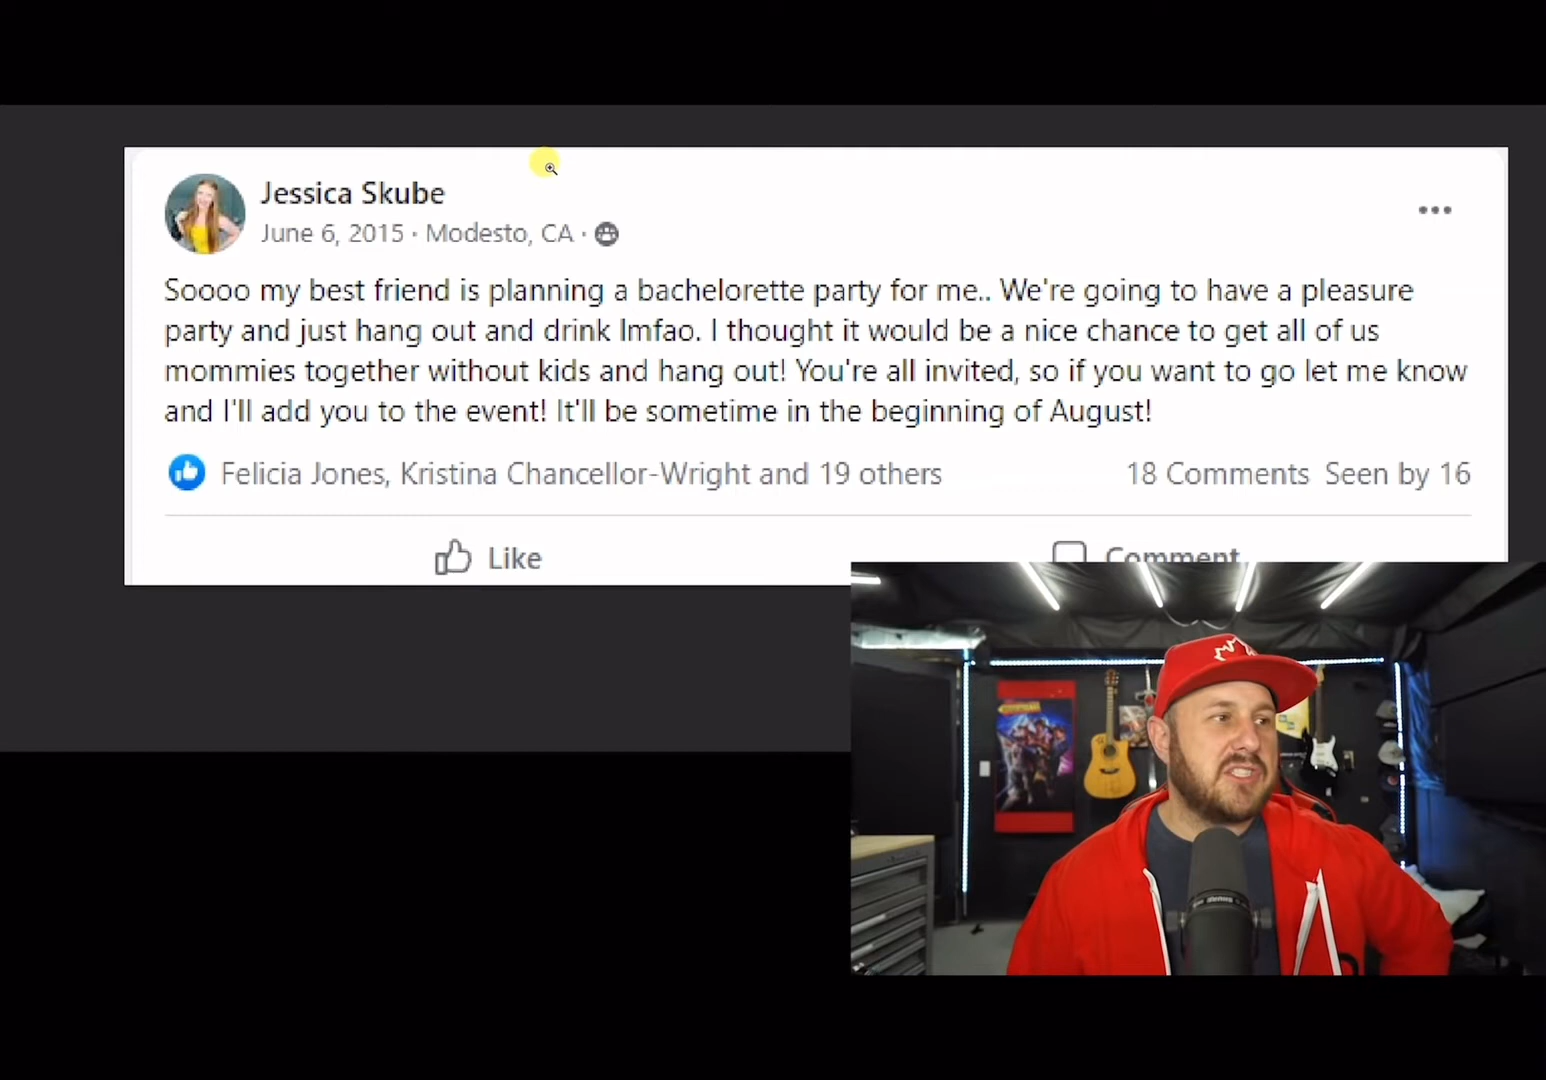 Jessica Skube
June 6, 2015 · Modesto, CA ·
Soooo my best friend is planning a bachelorette party for me.. We're going to have a pleasure
party and just hang out and drink lmfao. I thought it would be a nice chance to get all of us
mommies together without kids and hang out! You're all invited, so if you want to go let me know
and I'll add you to the event! It'll be sometime in the beginning of August!
Felicia Jones, Kristina Chancellor-Wright and 19 others 18 Comments Seen by 16
Like Comment